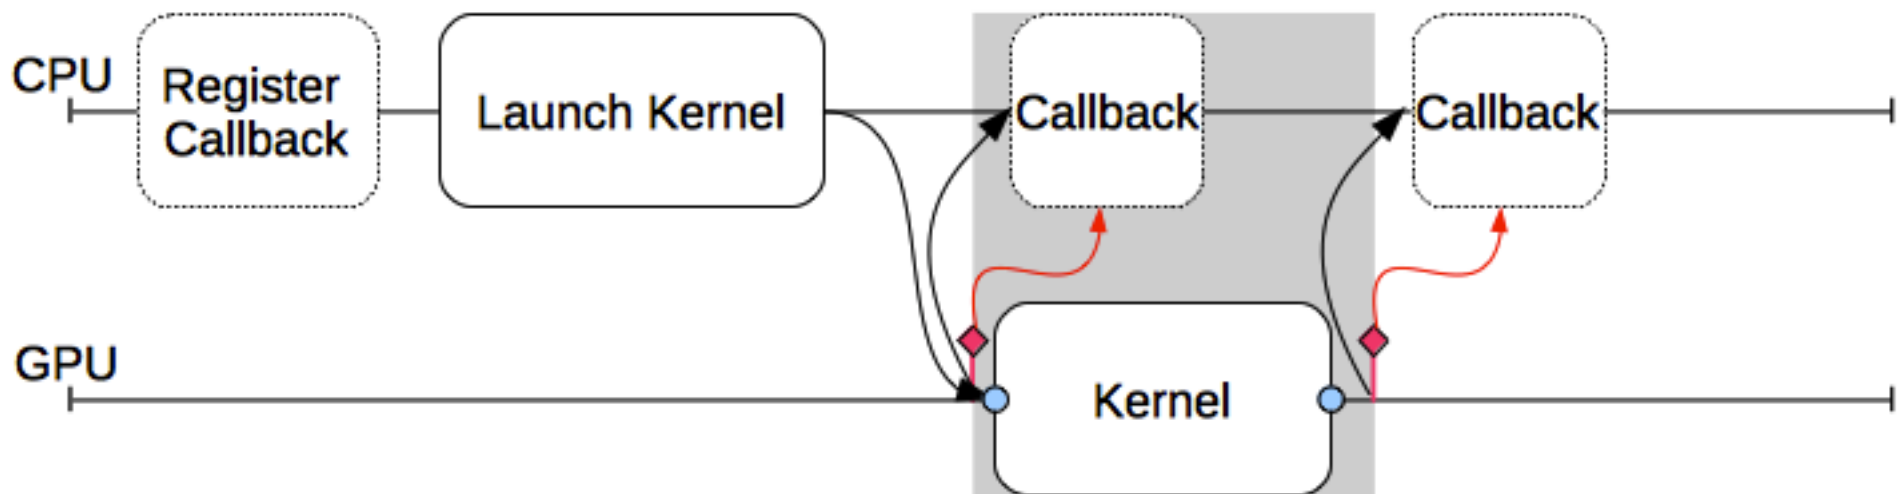 CPU
Register
Callback
Launch Kernel
Callback
Callback
GPU
Kernel